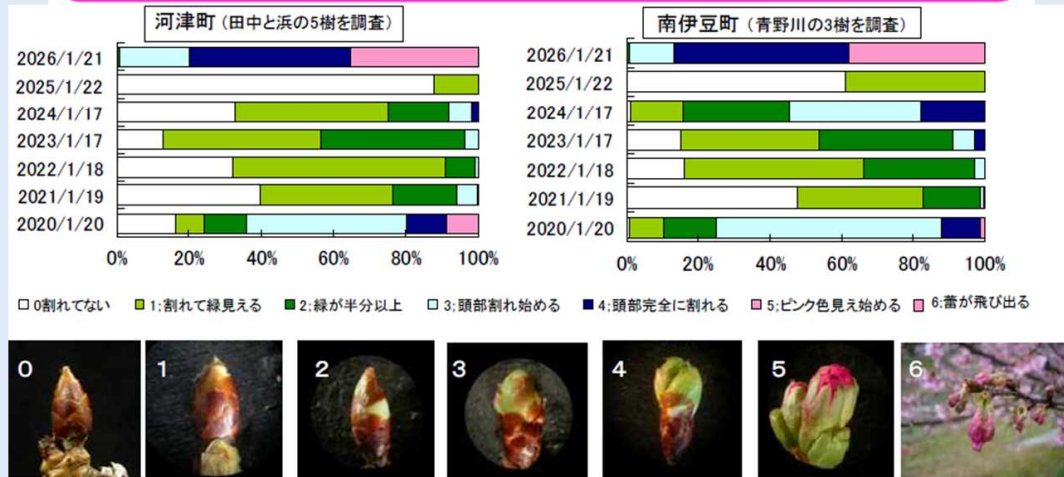 河津町（田中と浜の5樹を調査）
2026/1/21
2025/1/22
2024/1/17
2023/1/17
2022/1/18
2021/1/19
2020/1/20
0% 20% 40% 60% 80% 100%
南伊豆町（青野川の3樹を調査）
2026/1/21
2025/1/22
2024/1/17
2023/1/17
2022/1/18
2021/1/19
2020/1/20
0% 20% 40% 60% 80% 100%
0割れてない 1;割れて緑見える 2;緑が半分以上 3;頭部割れ始める 4;頭部完全に割れる 5;ピンク色見え始める 6;蕾が飛び出る
0 1 2 3 4 5 6